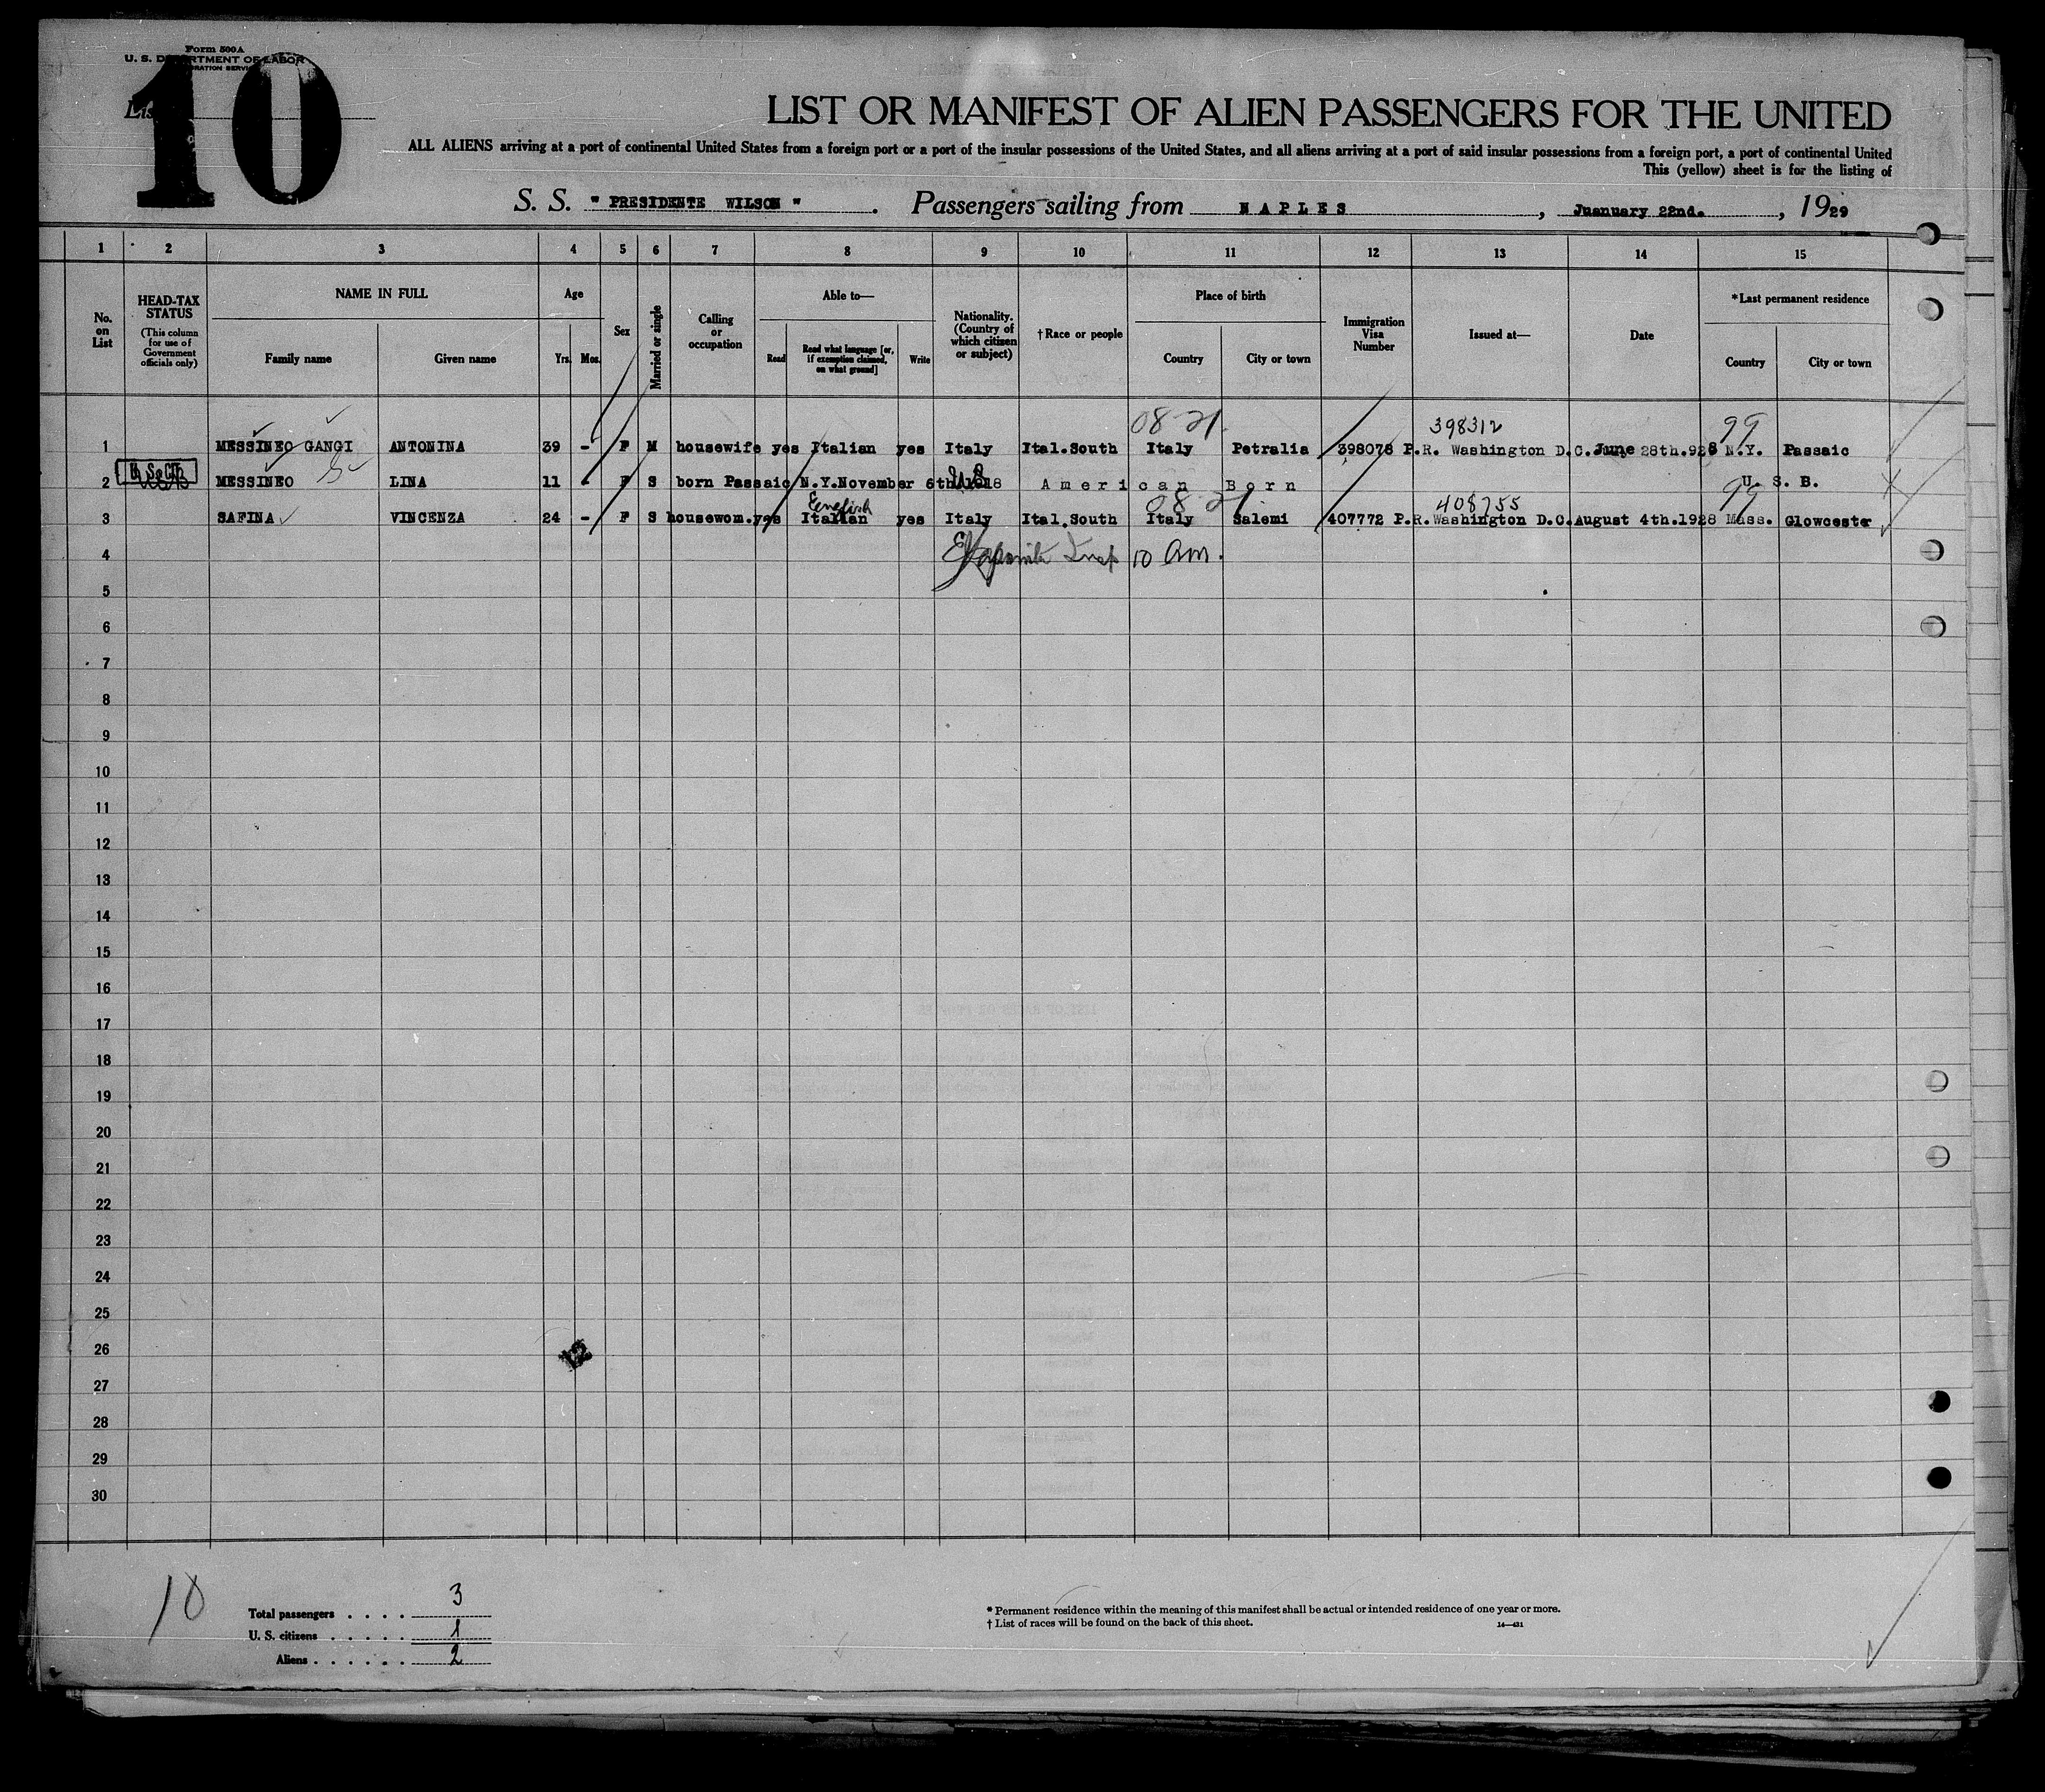 Form 500A
U. S. DEPARTMENT OF LABOR
10
LIST OR MANIFEST OF ALIEN PASSENGERS FOR THE UNITED
ALL ALIENS arriving at a port of continental United States from a foreign port or a port of the insular possessions of the United States, and all aliens arriving at a port of said insular possessions from a foreign port, a port of continental United
This (yellow) sheet is for the listing of
S. S. " PRESIDENTE WILSON " . Passengers sailing from NAPLES , Juanuary 22nd. , 1929
1 2 3 4 5 6 7 8 9 10 11 12 13 14 15
No. on List
HEAD-TAX STATUS
(This column for use of Government officials only)
NAME IN FULL
Family name Given name
Age
Yrs. Mos.
Sex
Married or single
Calling or occupation
Able to—
Read Read what language [or, if exemption claimed, on what ground] Write
Nationality. (Country of which citizen or subject)
†Race or people
Place of birth
Country City or town
Immigration Visa Number
Issued at—
Date
*Last permanent residence
Country City or town
08-21 398312 99
1 MESSINEO GANGI ANTONINA 39 - F M housewife yes Italian yes Italy Ital.South Italy Petralia 398078 P.R. Washington D.C. June 28th.928 N.Y. Passaic
2 MESSINEO LINA 11 - F S born Passaic N.Y.November 6th 1918 American Born U. S. B.
English 08-21 408755 99
3 SAFINA VINCENZA 24 - F S housewom. yes Italian yes Italy Ital.South Italy Salemi 407772 P.R.Washington D.C. August 4th.1928 Mass. Glowceste
4 10 am.
5
6
7
8
9
10
11
12
13
14
15
16
17
18
19
20
21
22
23
24
25
26
27
28
29
30
10
Total passengers . . . . 3
U. S. citizens . . . . . 1
Aliens . . . . . . 2
* Permanent residence within the meaning of this manifest shall be actual or intended residence of one year or more.
† List of races will be found on the back of this sheet. 14—431